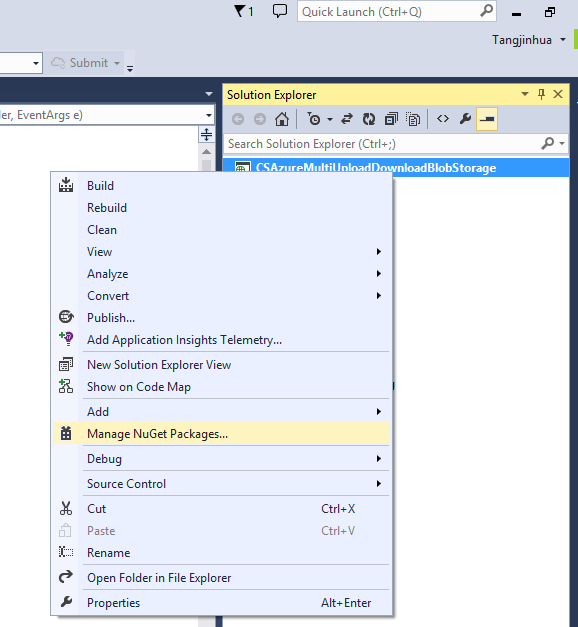 1
Quick Launch (Ctrl+Q)
Tangjinhua
Submit
Solution Explorer
ler, EventArgs e)
Search Solution Explorer (Ctrl+;)
CSAzureMultiUploadDownloadBlobStorage
Build
Rebuild
Clean
View
Analyze
Convert
Publish...
Add Application Insights Telemetry...
New Solution Explorer View
Show on Code Map
Add
Manage NuGet Packages...
Debug
Source Control
Cut Ctrl+X
Paste Ctrl+V
Rename
Open Folder in File Explorer
Properties Alt+Enter